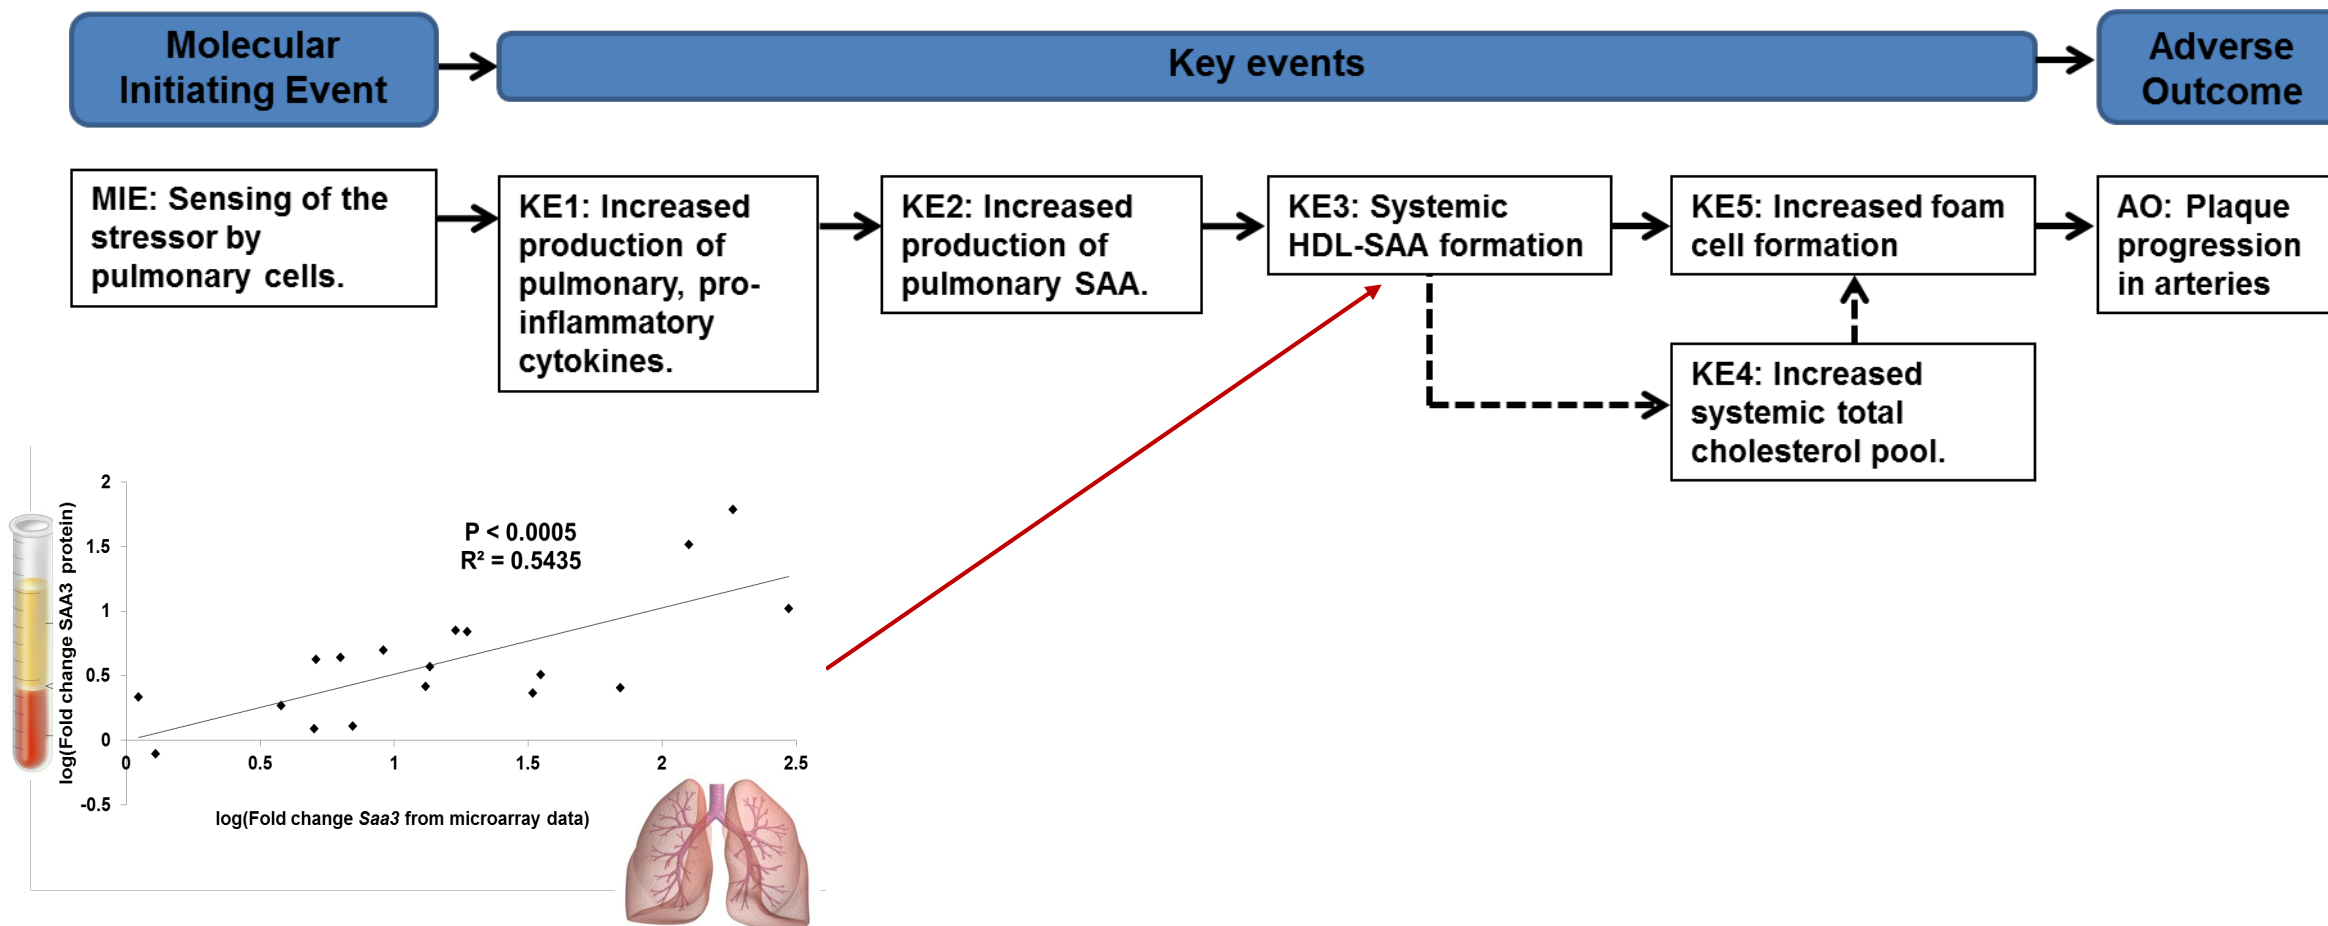 Molecular
Initiating Event
Key events
Adverse
Outcome
MIE: Sensing of the
stressor by
pulmonary cells.
KE1: Increased
production of
pulmonary, pro-
inflammatory
cytokines.
KE2: Increased
production of
pulmonary SAA.
KE3: Systemic
HDL-SAA formation
KE5: Increased foam
cell formation
AO: Plaque
progression
in arteries
KE4: Increased
systemic total
cholesterol pool.
log(Fold change SAA3 protein)
2
1.5
1
0.5
0
-0.5
P < 0.0005
R² = 0.5435
0
0.5
1
1.5
2
2.5
log(Fold change Saa3 from microarray data)